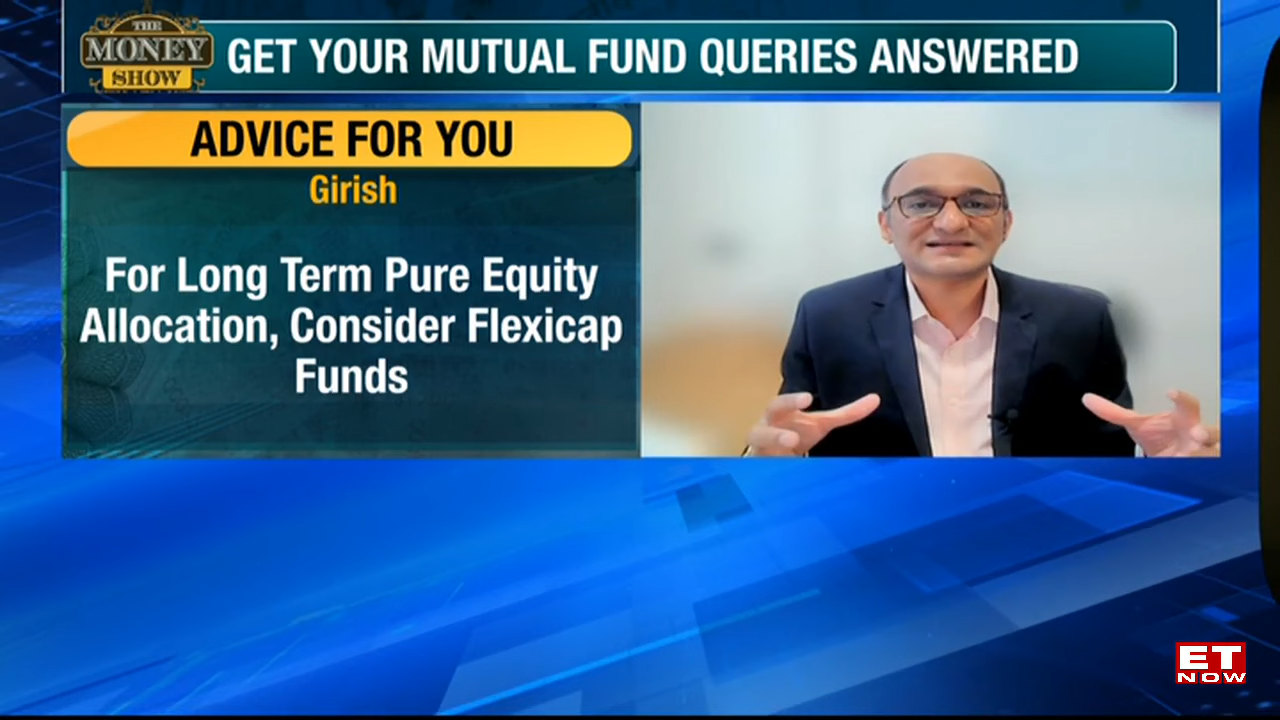 THE
MONEY
SHOW
GET YOUR MUTUAL FUND QUERIES ANSWERED
ADVICE FOR YOU
Girish
For Long Term Pure Equity
Allocation, Consider Flexicap
Funds
ET
NOW